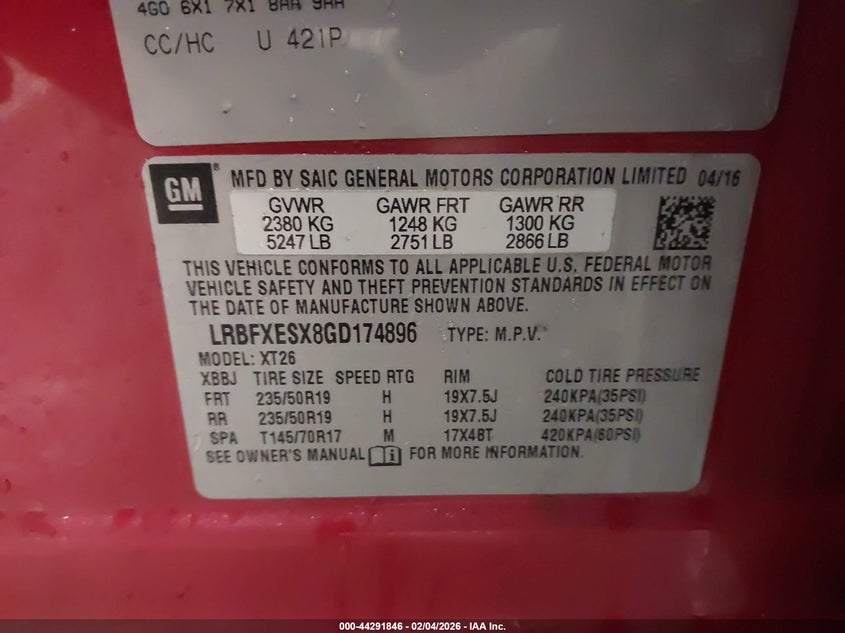 4G0 6X1 7X1 8AA 9AA
CC/HC U 421P
GM ® MFD BY SAIC GENERAL MOTORS CORPORATION LIMITED 04/16
GVWR GAWR FRT GAWR RR
2380 KG 1248 KG 1300 KG
5247 LB 2751 LB 2866 LB
THIS VEHICLE CONFORMS TO ALL APPLICABLE U.S. FEDERAL MOTOR
VEHICLE SAFETY AND THEFT PREVENTION STANDARDS IN EFFECT ON
THE DATE OF MANUFACTURE SHOWN ABOVE.
LRBFXESX8GD174896 TYPE: M.P.V.
MODEL: XT26
XBBJ TIRE SIZE SPEED RTG RIM COLD TIRE PRESSURE
FRT 235/50R19 H 19X7.5J 240KPA(35PSI)
RR 235/50R19 H 19X7.5J 240KPA(35PSI)
SPA T145/70R17 M 17X4BT 420KPA(60PSI)
SEE OWNER'S MANUAL FOR MORE INFORMATION.
000-44291846 - 02/04/2026 - IAA Inc.